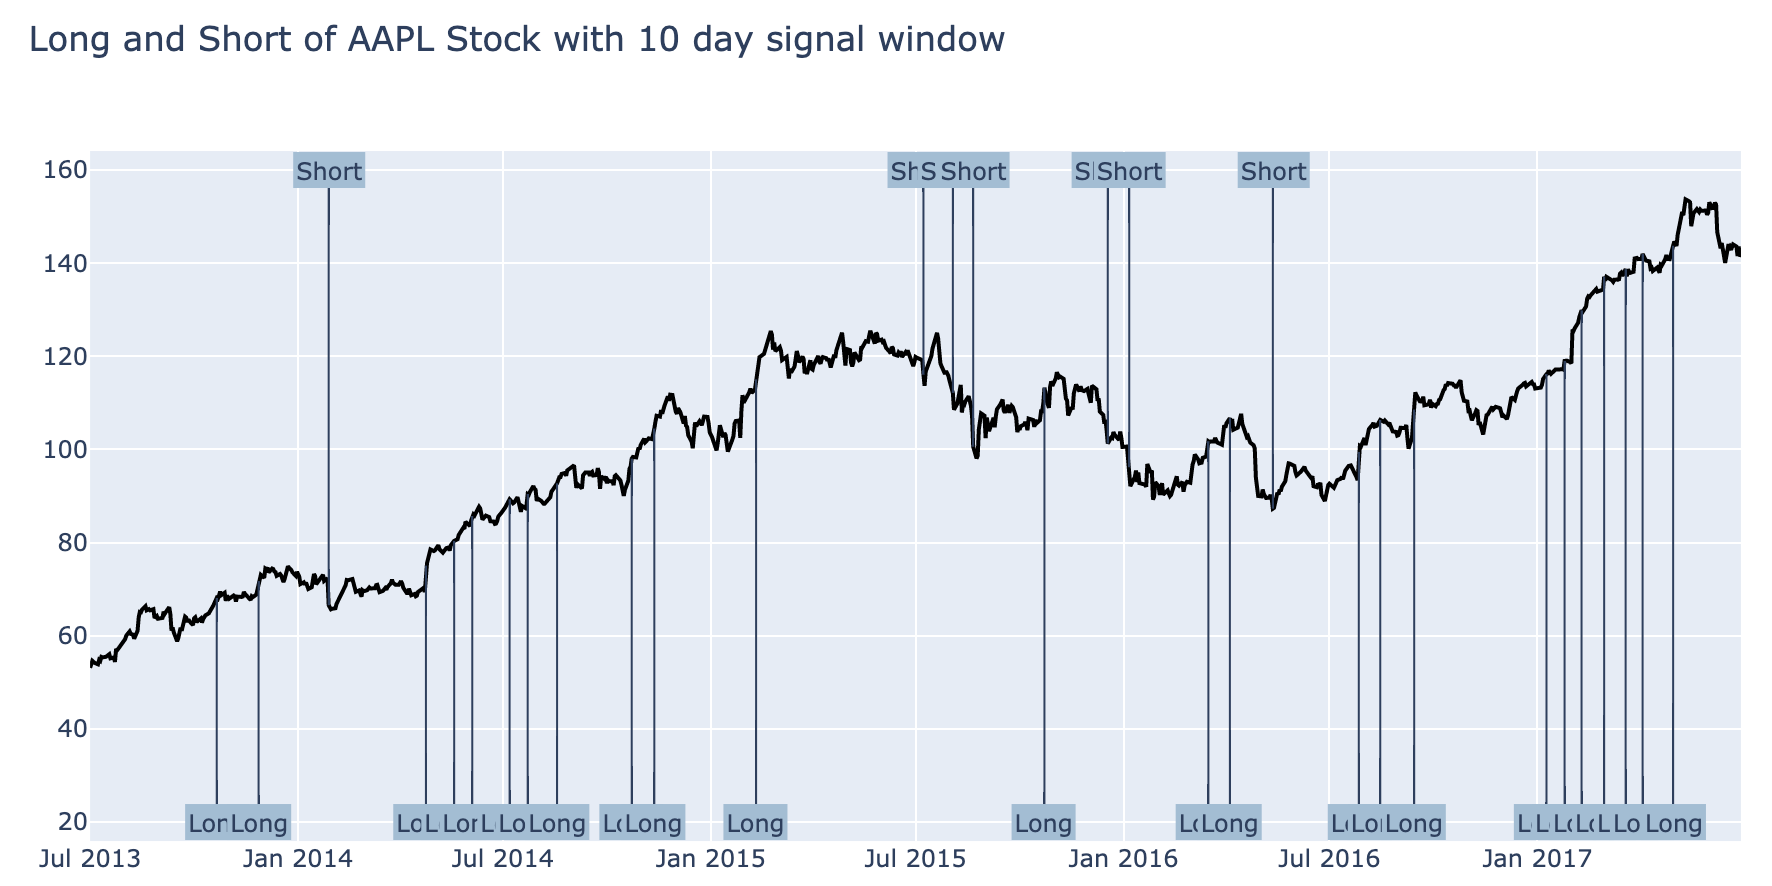 Long and Short of AAPL Stock with 10 day signal window
160
140
120
100
80
60
40
20
Short
Short
Short
Short
Long
Long
Long
Long
Long
Long
Long
Long
Jul 2013
Jan 2014
Jul 2014
Jan 2015
Jul 2015
Jan 2016
Jul 2016
Jan 2017